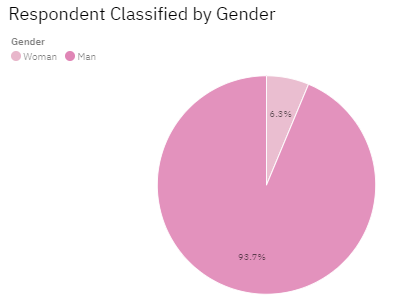 Respondent Classified by Gender
Gender
Woman Man
6.3%
93.7%